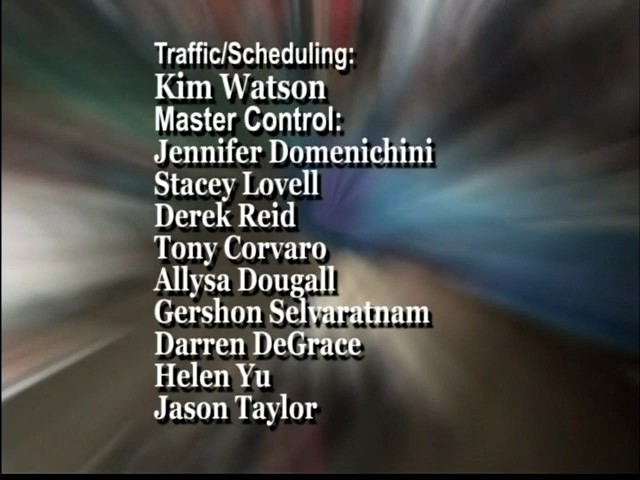 Traffic/Scheduling:
Kim Watson
Master Control:
Jennifer Domenichini
Stacey Lovell
Derek Reid
Tony Corvaro
Allysa Dougall
Gershon Selvaratnam
Darren DeGrace
Helen Yu
Jason Taylor